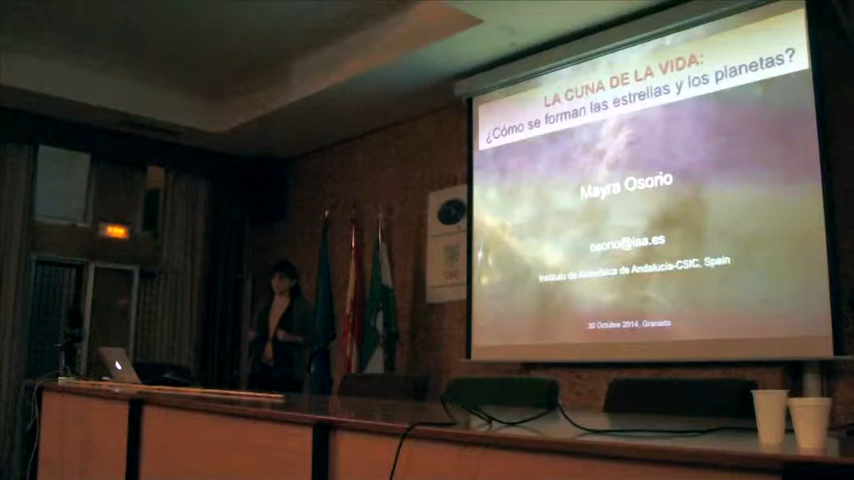 LA CUNA DE LA VIDA:
¿Cómo se forman las estrellas y los planetas?
Mayra Osorio
osorio@iaa.es
Instituto de Astrofísica de Andalucía-CSIC, Spain
30 Octubre 2014, Granada